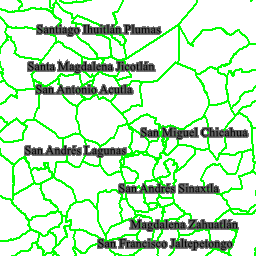 Santiago Ihuitlán Plumas
Santa Magdalena Jicotlán
San Antonio Acutla
San Miguel Chicahua
San Andrés Lagunas
San Andrés Sinaxtla
Magdalena Zahuatlán
San Francisco Jaltepetongo